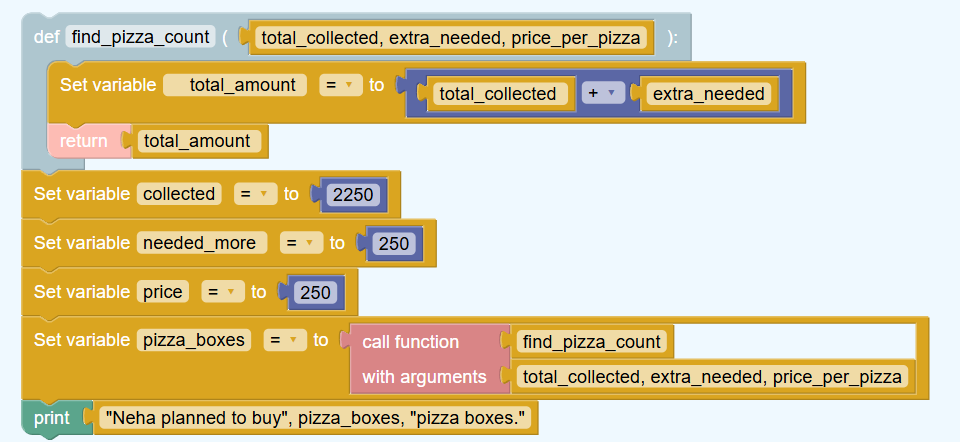 def find_pizza_count ( total_collected, extra_needed, price_per_pizza ):
Set variable total_amount = to total_collected + extra_needed
return total_amount
Set variable collected = to 2250
Set variable needed_more = to 250
Set variable price = to 250
Set variable pizza_boxes = to call function find_pizza_count
with arguments total_collected, extra_needed, price_per_pizza
print "Neha planned to buy", pizza_boxes, "pizza boxes."